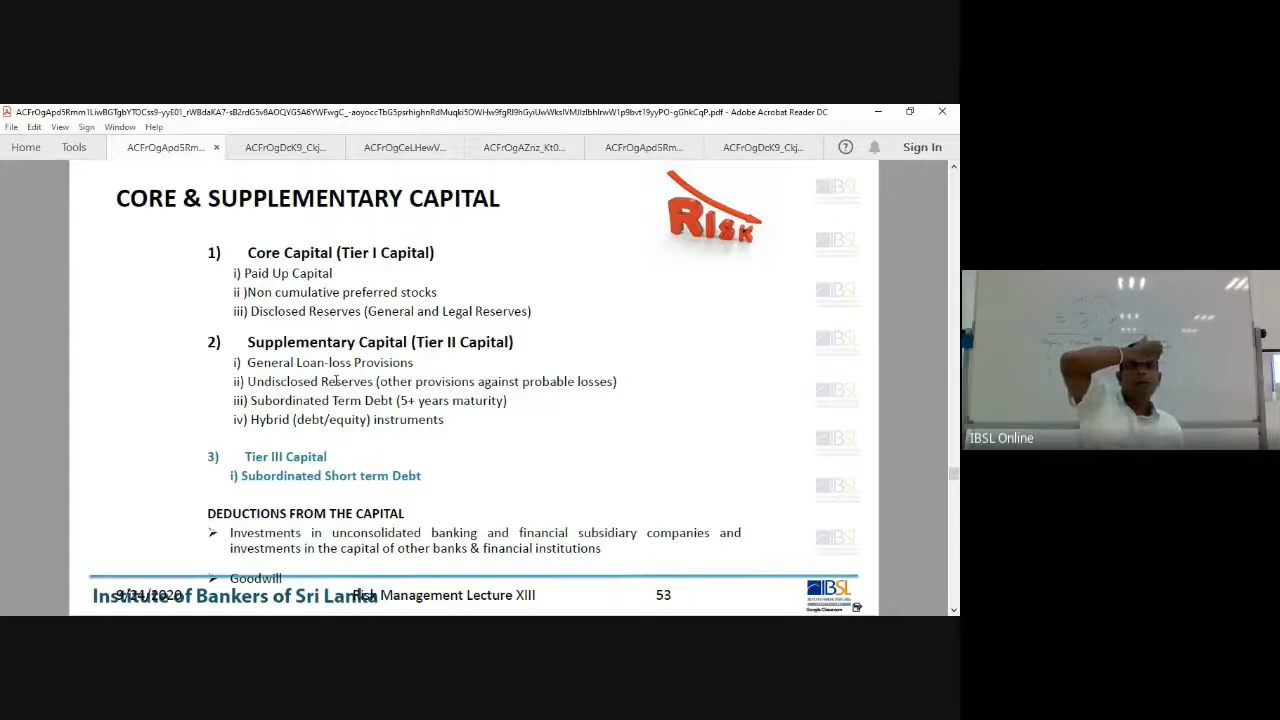 - Adobe Acrobat Reader DC
File Edit View Sign Window Help
Home Tools ACFrOgApd5Rm... × ACFrOgDcK9_Ckj... ACFrOgCeLHewV... ACFrOgAZnz_Kt0... ACFrOgApd5Rm... ACFrOgDcK9_Ckj... Sign In
CORE & SUPPLEMENTARY CAPITAL
RISK
1) Core Capital (Tier I Capital)
i) Paid Up Capital
ii )Non cumulative preferred stocks
iii) Disclosed Reserves (General and Legal Reserves)
2) Supplementary Capital (Tier II Capital)
i) General Loan-loss Provisions
ii) Undisclosed Reserves (other provisions against probable losses)
iii) Subordinated Term Debt (5+ years maturity)
iv) Hybrid (debt/equity) instruments
3) Tier III Capital
i) Subordinated Short term Debt
DEDUCTIONS FROM THE CAPITAL
Investments in unconsolidated banking and financial subsidiary companies and
investments in the capital of other banks & financial institutions
Goodwill
Institute of Bankers of Sri Lanka
9/24/2020 Risk Management Lecture XIII 53
IBSL
Google Classroom
IBSL Online